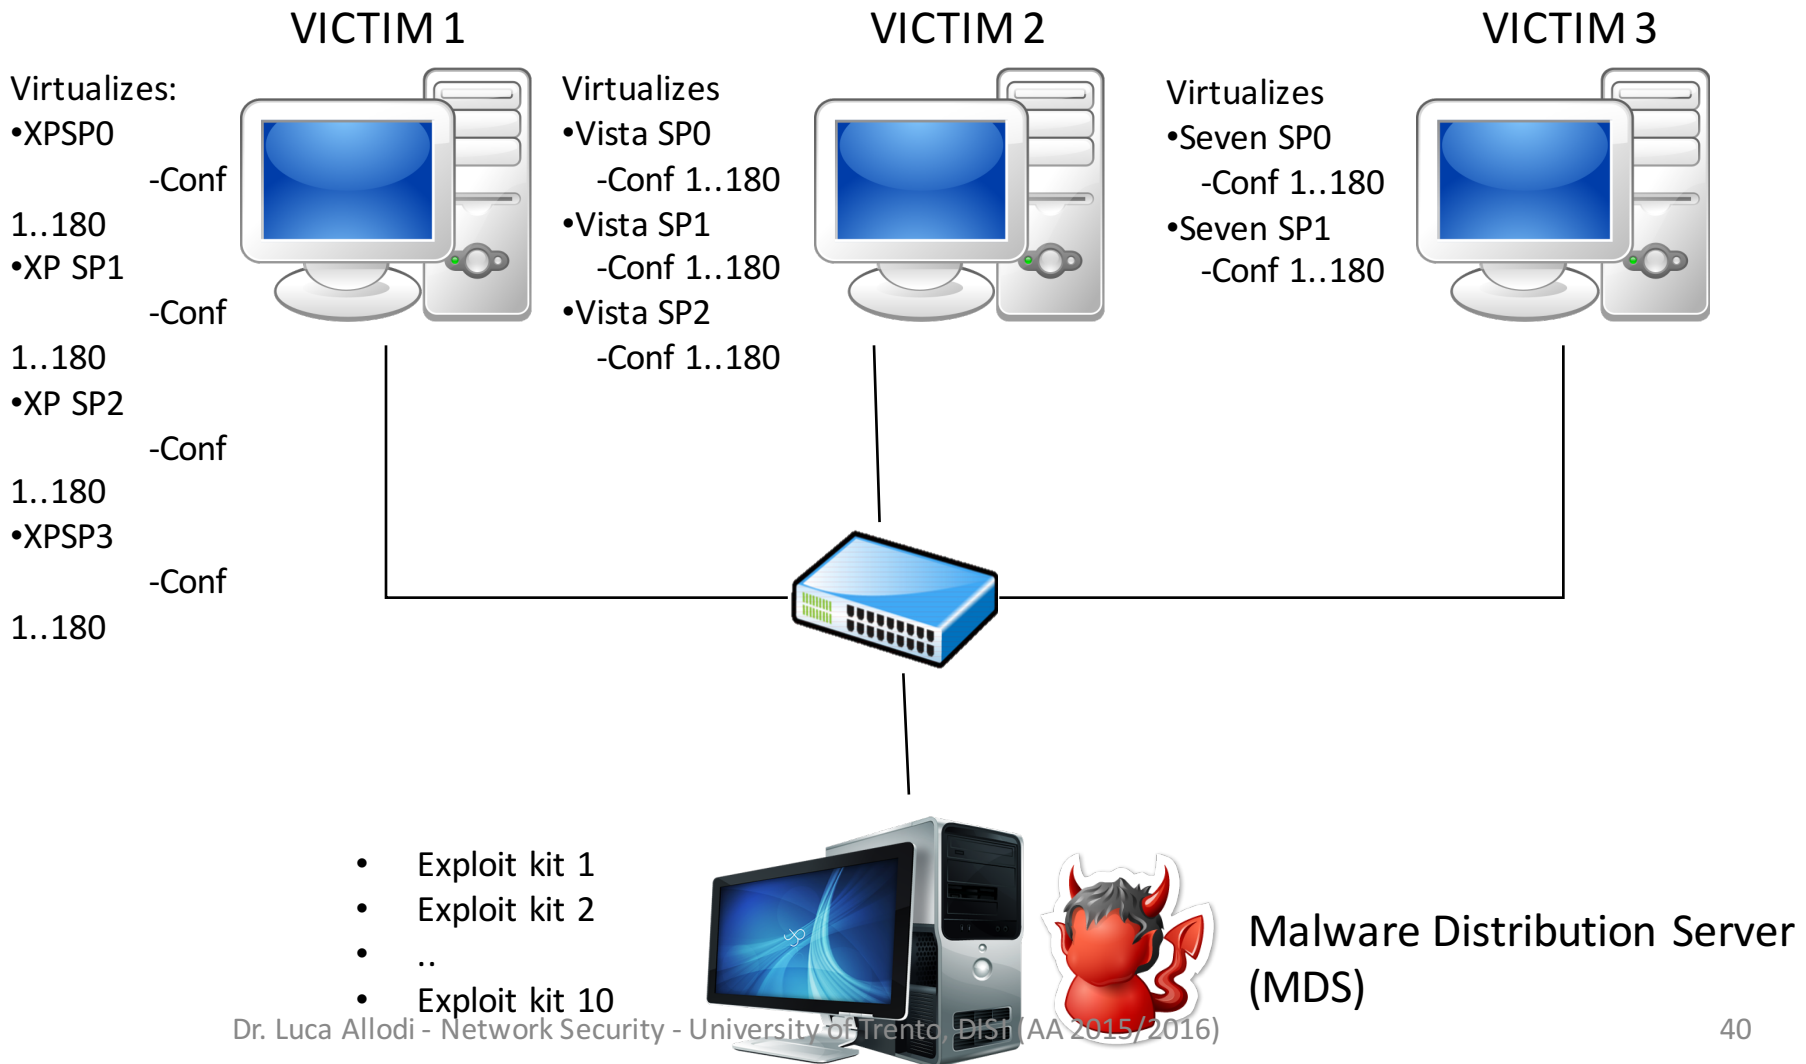 VICTIM 1
Virtualizes:
•XPSP0
-Conf
1..180
•XP SP1
-Conf
1..180
•XP SP2
-Conf
1..180
•XPSP3
-Conf
1..180
VICTIM 2
Virtualizes
•Vista SP0
-Conf 1..180
•Vista SP1
-Conf 1..180
•Vista SP2
-Conf 1..180
VICTIM 3
Virtualizes
•Seven SP0
-Conf 1..180
•Seven SP1
-Conf 1..180
• Exploit kit 1
• Exploit kit 2
• ..
• Exploit kit 10
Malware Distribution Server
(MDS)
Dr. Luca Allodi - Network Security - University of Trento, DISI (AA 2015/2016)
40